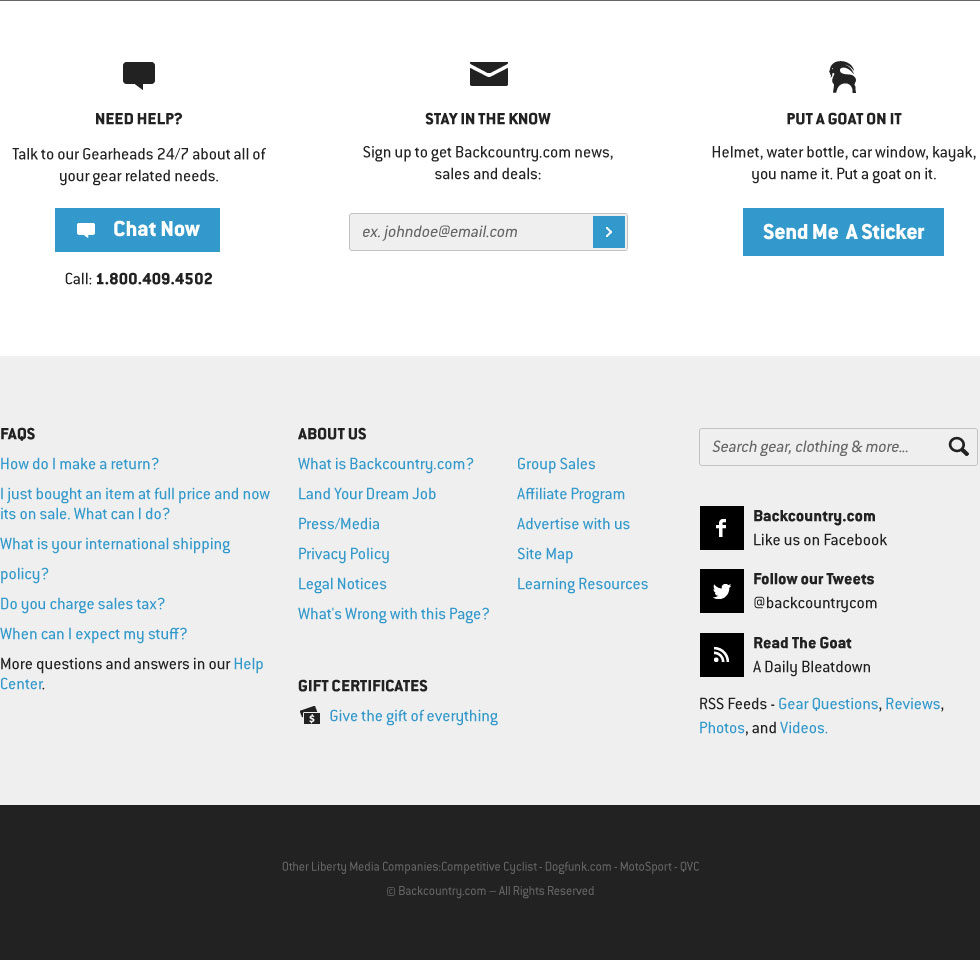 NEED HELP?
Talk to our Gearheads 24/7 about all of
your gear related needs.
Chat Now
Call: 1.800.409.4502
STAY IN THE KNOW
Sign up to get Backcountry.com news,
sales and deals:
ex. johndoe@email.com
PUT A GOAT ON IT
Helmet, water bottle, car window, kayak,
you name it. Put a goat on it.
Send Me A Sticker
FAQS
How do I make a return?
I just bought an item at full price and now
its on sale. What can I do?
What is your international shipping
policy?
Do you charge sales tax?
When can I expect my stuff?
More questions and answers in our Help
Center.
ABOUT US
What is Backcountry.com?
Land Your Dream Job
Press/Media
Privacy Policy
Legal Notices
What's Wrong with this Page?
Group Sales
Affiliate Program
Advertise with us
Site Map
Learning Resources
GIFT CERTIFICATES
$ Give the gift of everything
Search gear, clothing & more...
f
Backcountry.com
Like us on Facebook
Follow our Tweets
@backcountrycom
Read The Goat
A Daily Bleatdown
RSS Feeds - Gear Questions, Reviews,
Photos, and Videos.
Other Liberty Media Companies:Competitive Cyclist - Dogfunk.com - MotoSport - QVC
© Backcountry.com – All Rights Reserved